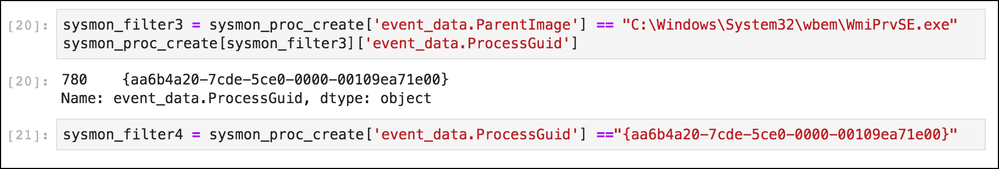 [20]: sysmon_filter3 = sysmon_proc_create['event_data.ParentImage'] == "C:\Windows\System32\wbem\WmiPrvSE.exe"
sysmon_proc_create[sysmon_filter3]['event_data.ProcessGuid']
[20]: 780    {aa6b4a20-7cde-5ce0-0000-00109ea71e00}
Name: event_data.ProcessGuid, dtype: object
[21]: sysmon_filter4 = sysmon_proc_create['event_data.ProcessGuid'] =="{aa6b4a20-7cde-5ce0-0000-00109ea71e00}"